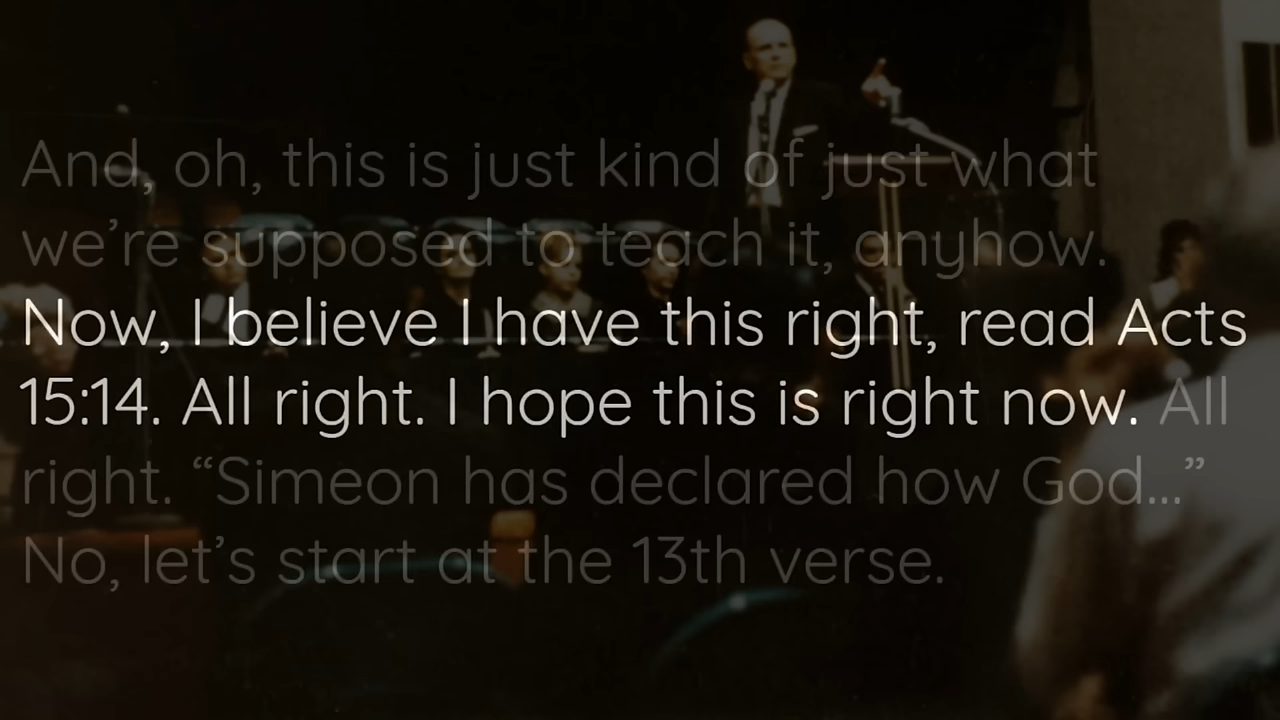 And, oh, this is just kind of just what
we’re supposed to teach it, anyhow.
Now, I believe I have this right, read Acts
15:14. All right. I hope this is right now. All
right. “Simeon has declared how God…”
No, let’s start at the 13th verse.